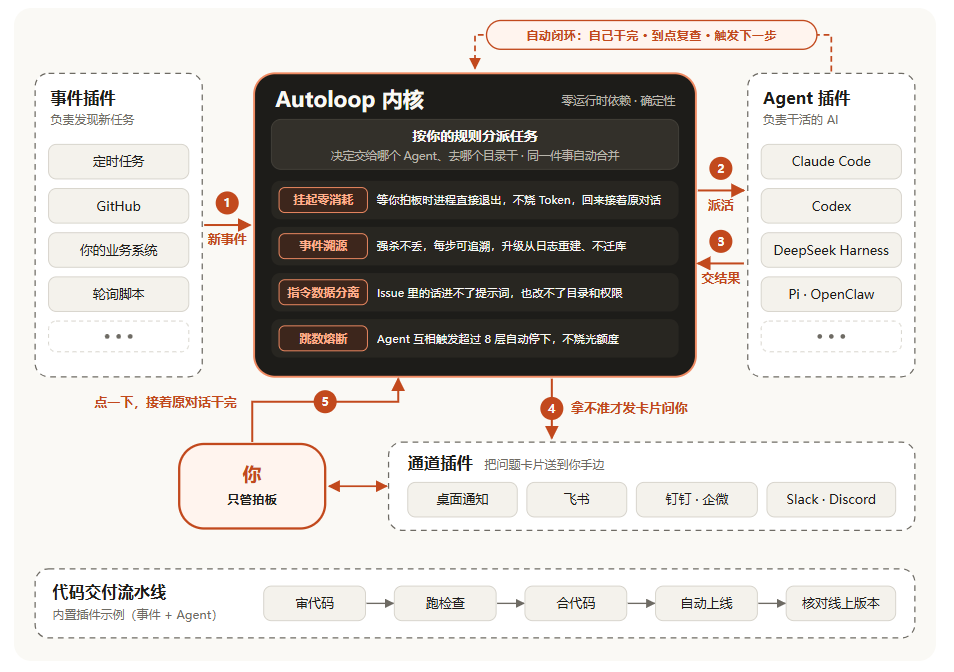 自动闭环：自己干完·到点复查·触发下一步
事件插件
负责发现新任务
定时任务
GitHub
你的业务系统
轮询脚本
•••
1
新事件
Autoloop 内核
零运行时依赖·确定性
按你的规则分派任务
决定交给哪个 Agent、去哪个目录干·同一件事自动合并
挂起零消耗
等你拍板时进程直接退出，不烧 Token，回来接着原对话
事件溯源
强杀不丢，每步可追溯，升级从日志重建、不迁库
指令数据分离
Issue 里的话进不了提示词，也改不了目录和权限
跳数熔断
Agent 互相触发超过 8 层自动停下，不烧光额度
2
派活
3
交结果
Agent 插件
负责干活的 AI
Claude Code
Codex
DeepSeek Harness
Pi · OpenClaw
•••
点一下，接着原对话干完
5
4
拿不准才发卡片问你
你
只管拍板
通道插件
把问题卡片送到你手边
桌面通知
飞书
钉钉·企微
Slack · Discord
代码交付流水线
内置插件示例（事件 + Agent）
审代码
跑检查
合代码
自动上线
核对线上版本